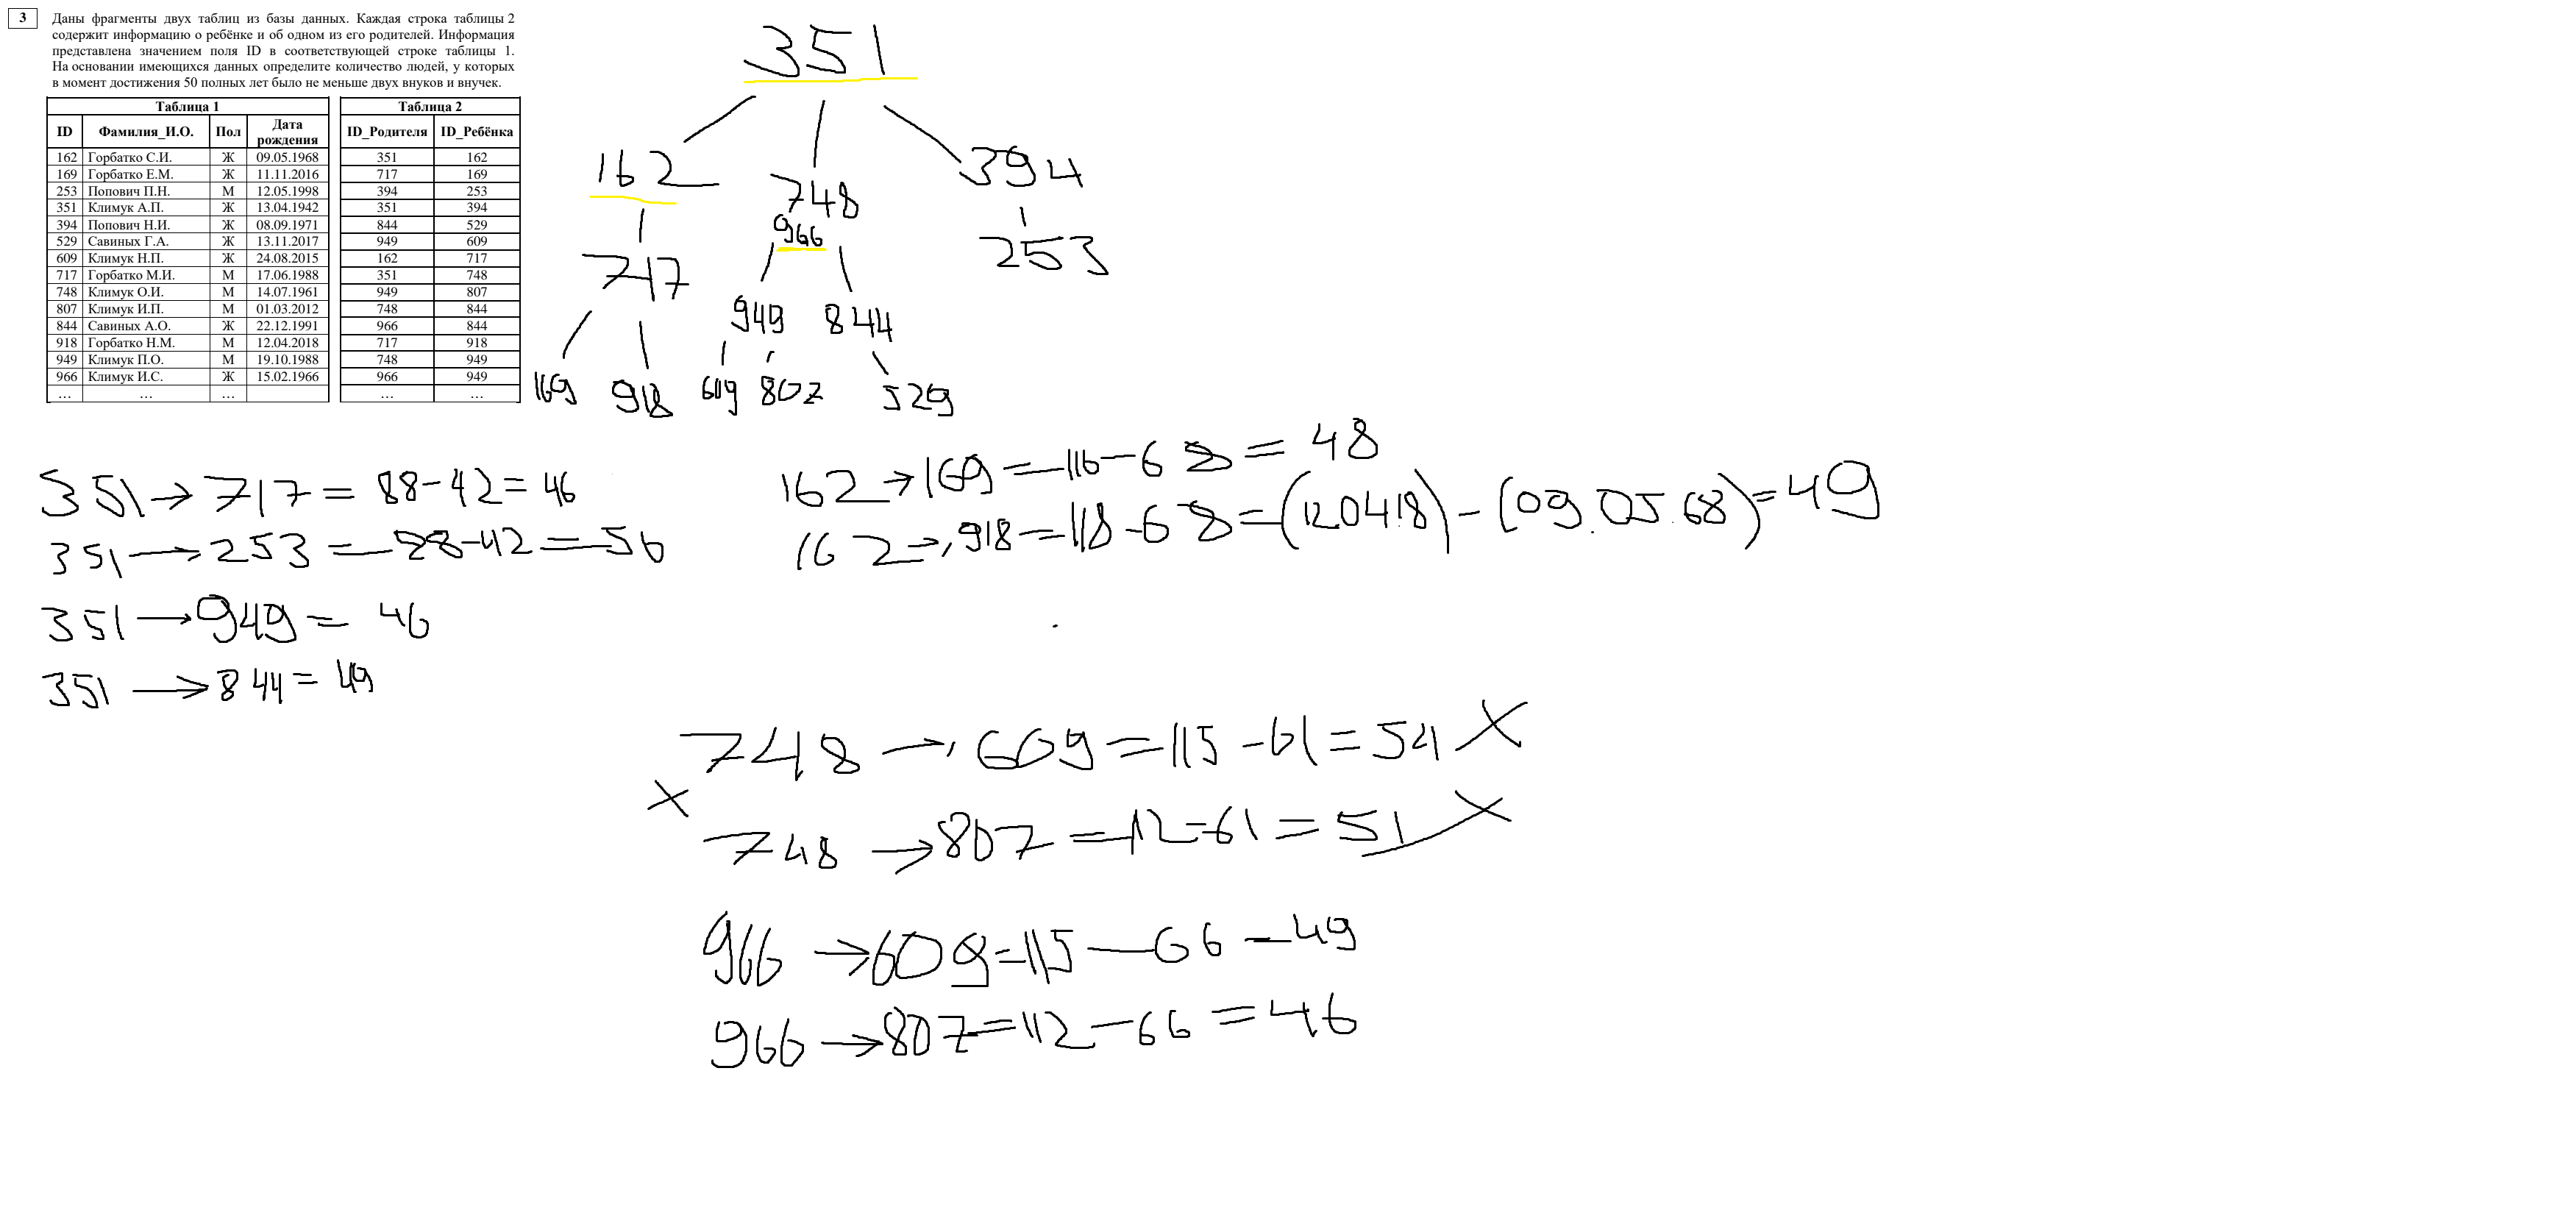 3
Даны фрагменты двух таблиц из базы данных. Каждая строка таблицы 2
содержит информацию о ребёнке и об одном из его родителей. Информация
представлена значением поля ID в соответствующей строке таблицы 1.
На основании имеющихся данных определите количество людей, у которых
в момент достижения 50 полных лет было не меньше двух внуков и внучек.
Таблица 1
ID Фамилия_И.О. Пол Дата рождения
162 Горбатко С.И. Ж 09.05.1968
169 Горбатко Е.М. Ж 11.11.2016
253 Попович П.Н. М 12.05.1998
351 Климук А.П. Ж 13.04.1942
394 Попович Н.И. Ж 08.09.1971
529 Савиных Г.А. Ж 13.11.2017
609 Климук Н.П. Ж 24.08.2015
717 Горбатко М.И. М 17.06.1988
748 Климук О.И. М 14.07.1961
807 Климук И.П. М 01.03.2012
844 Савиных А.О. Ж 22.12.1991
918 Горбатко Н.М. М 12.04.2018
949 Климук П.О. М 19.10.1988
966 Климук И.С. Ж 15.02.1966
… … …
Таблица 2
ID_Родителя ID_Ребёнка
351 162
717 169
394 253
351 394
844 529
949 609
162 717
351 748
949 807
748 844
966 844
717 918
748 949
966 949
… …
351
162 748 394
966
717 949 844 253
169 918 609 807 529
351 → 717 = 88 - 42 = 46
351 → 253 = 98 - 42 = 56
351 → 949 = 46
351 → 844 = 49
162 → 169 = 116 - 68 = 48
162 → 918 = 118 - 68 = (12.04.18) - (09.05.68) = 49
748 → 609 = 115 - 61 = 54 X
X
748 → 807 = 112 - 61 = 51 X
966 → 609 = 115 - 66 - 49
966 → 807 = 112 - 66 = 46